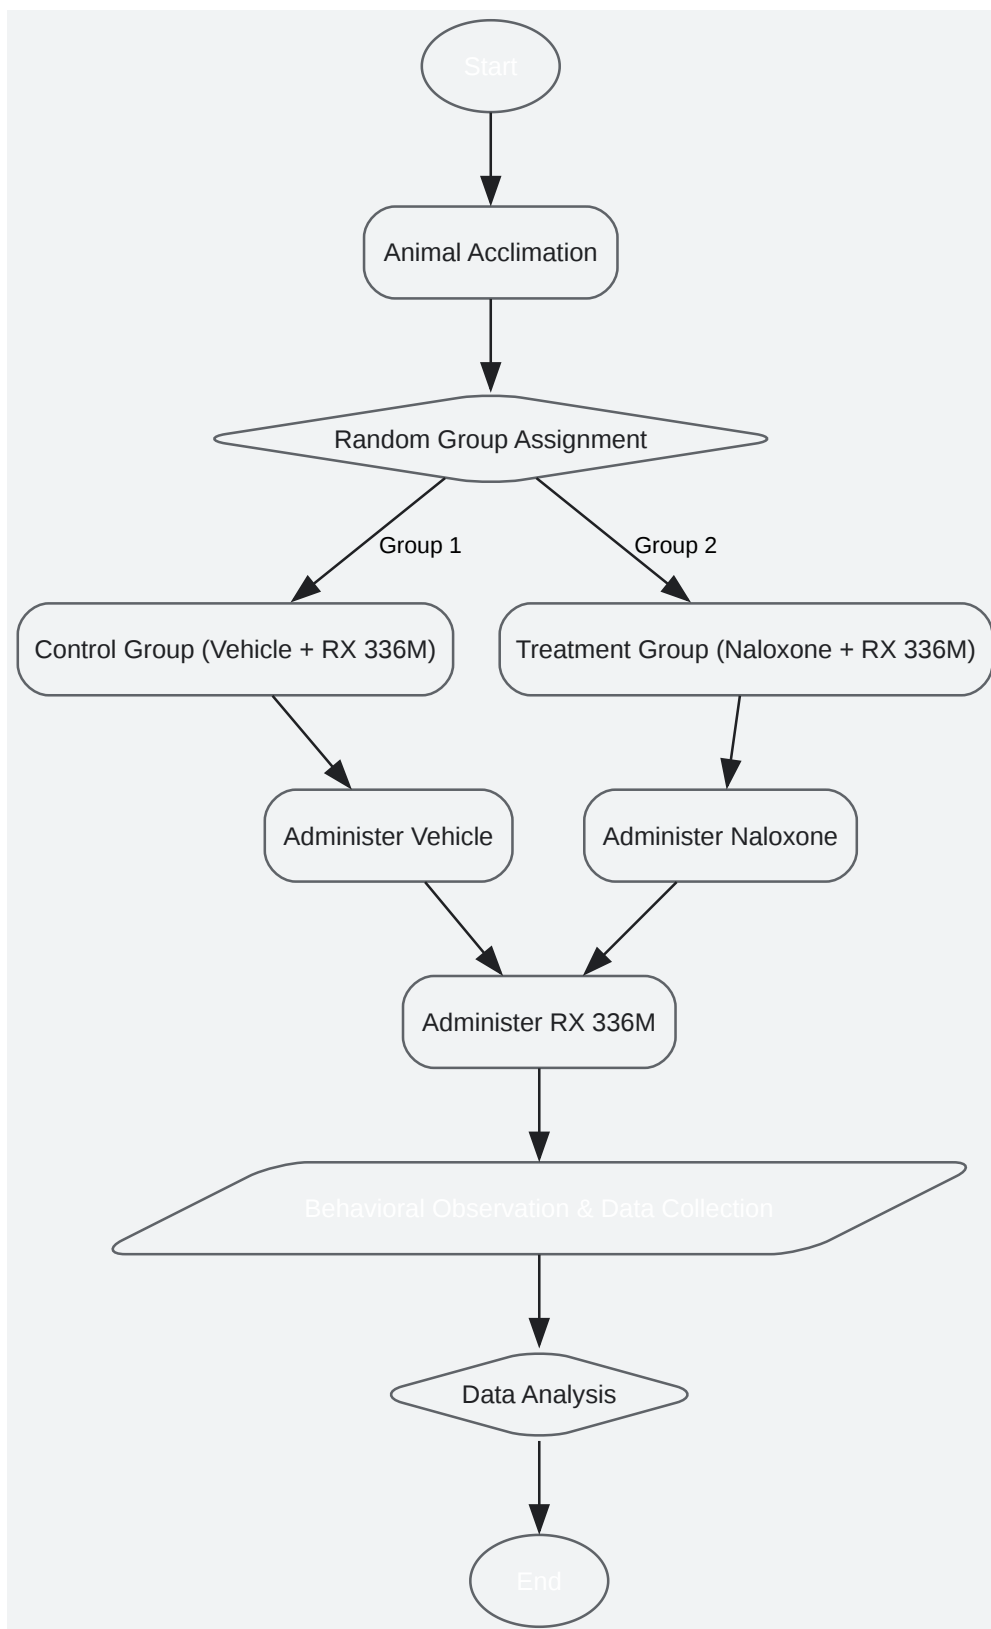 Start
Animal Acclimation
Random Group Assignment
Group 1
Group 2
Control Group (Vehicle + RX 336M)
Treatment Group (Naloxone + RX 336M)
Administer Vehicle
Administer Naloxone
Administer RX 336M
Behavioral Observation & Data Collection
Data Analysis
End